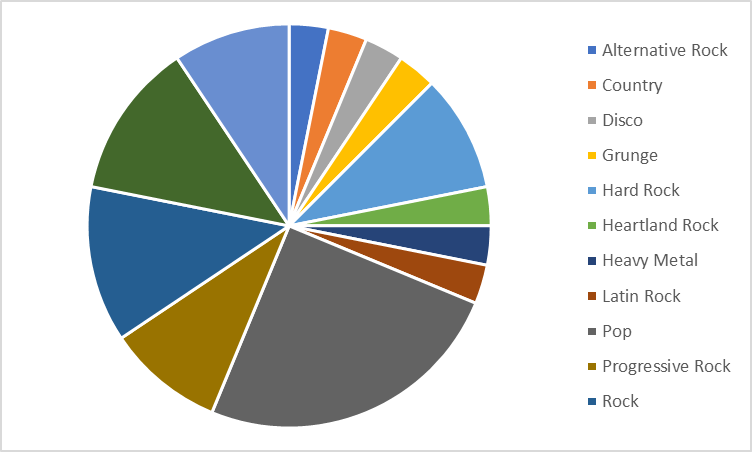 Alternative Rock
Country
Disco
Grunge
Hard Rock
Heartland Rock
Heavy Metal
Latin Rock
Pop
Progressive Rock
Rock